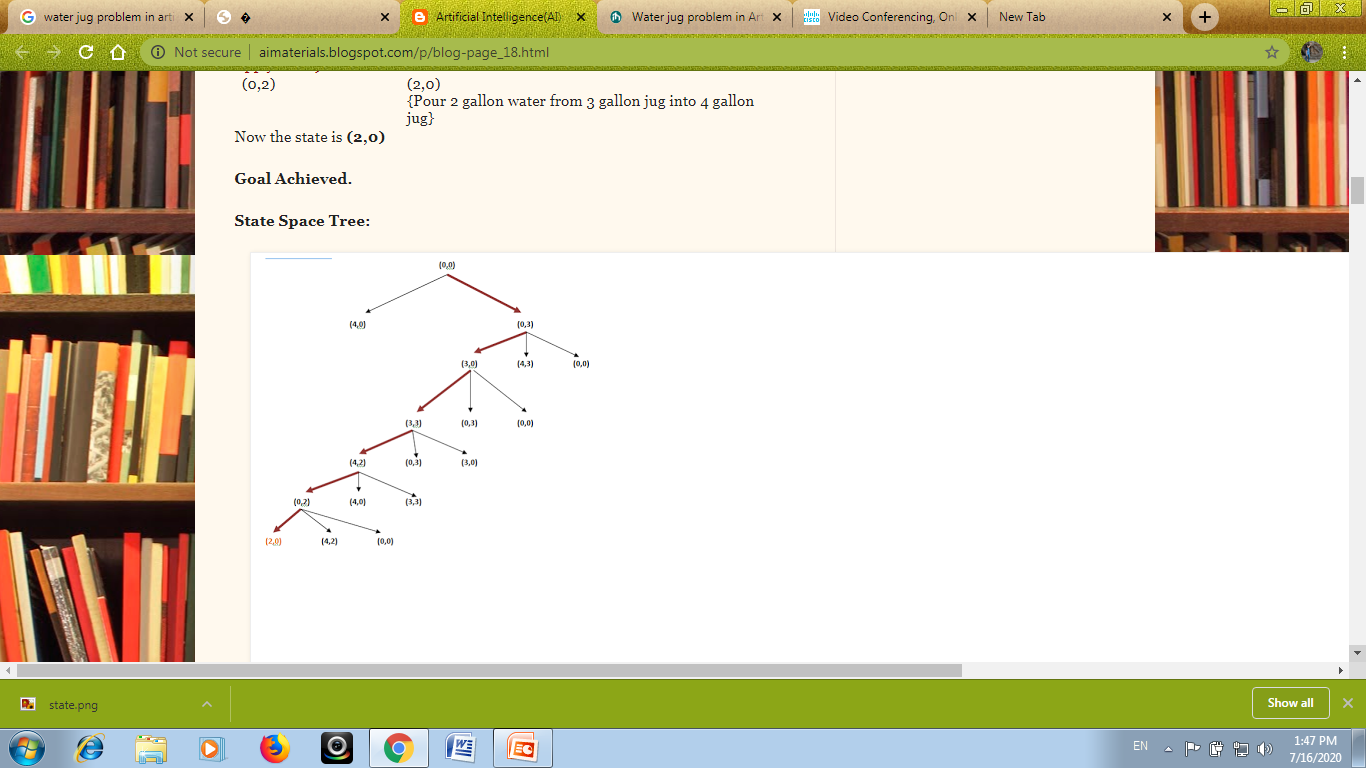 water jug problem in art
�
Artificial Intelligence(AI)
Water jug problem in Art
Video Conferencing, Onl
New Tab
Not secure | aimaterials.blogspot.com/p/blog-page_18.html
(0,2) (2,0)
{Pour 2 gallon water from 3 gallon jug into 4 gallon
jug}
Now the state is (2,0)
Goal Achieved.
State Space Tree:
(0,0)
(4,0) (0,3)
(3,0) (4,3) (0,0)
(3,3) (0,3) (0,0)
(4,2) (0,3) (3,0)
(0,2) (4,0) (3,3)
(2,0) (4,2) (0,0)
state.png
Show all
EN
1:47 PM
7/16/2020